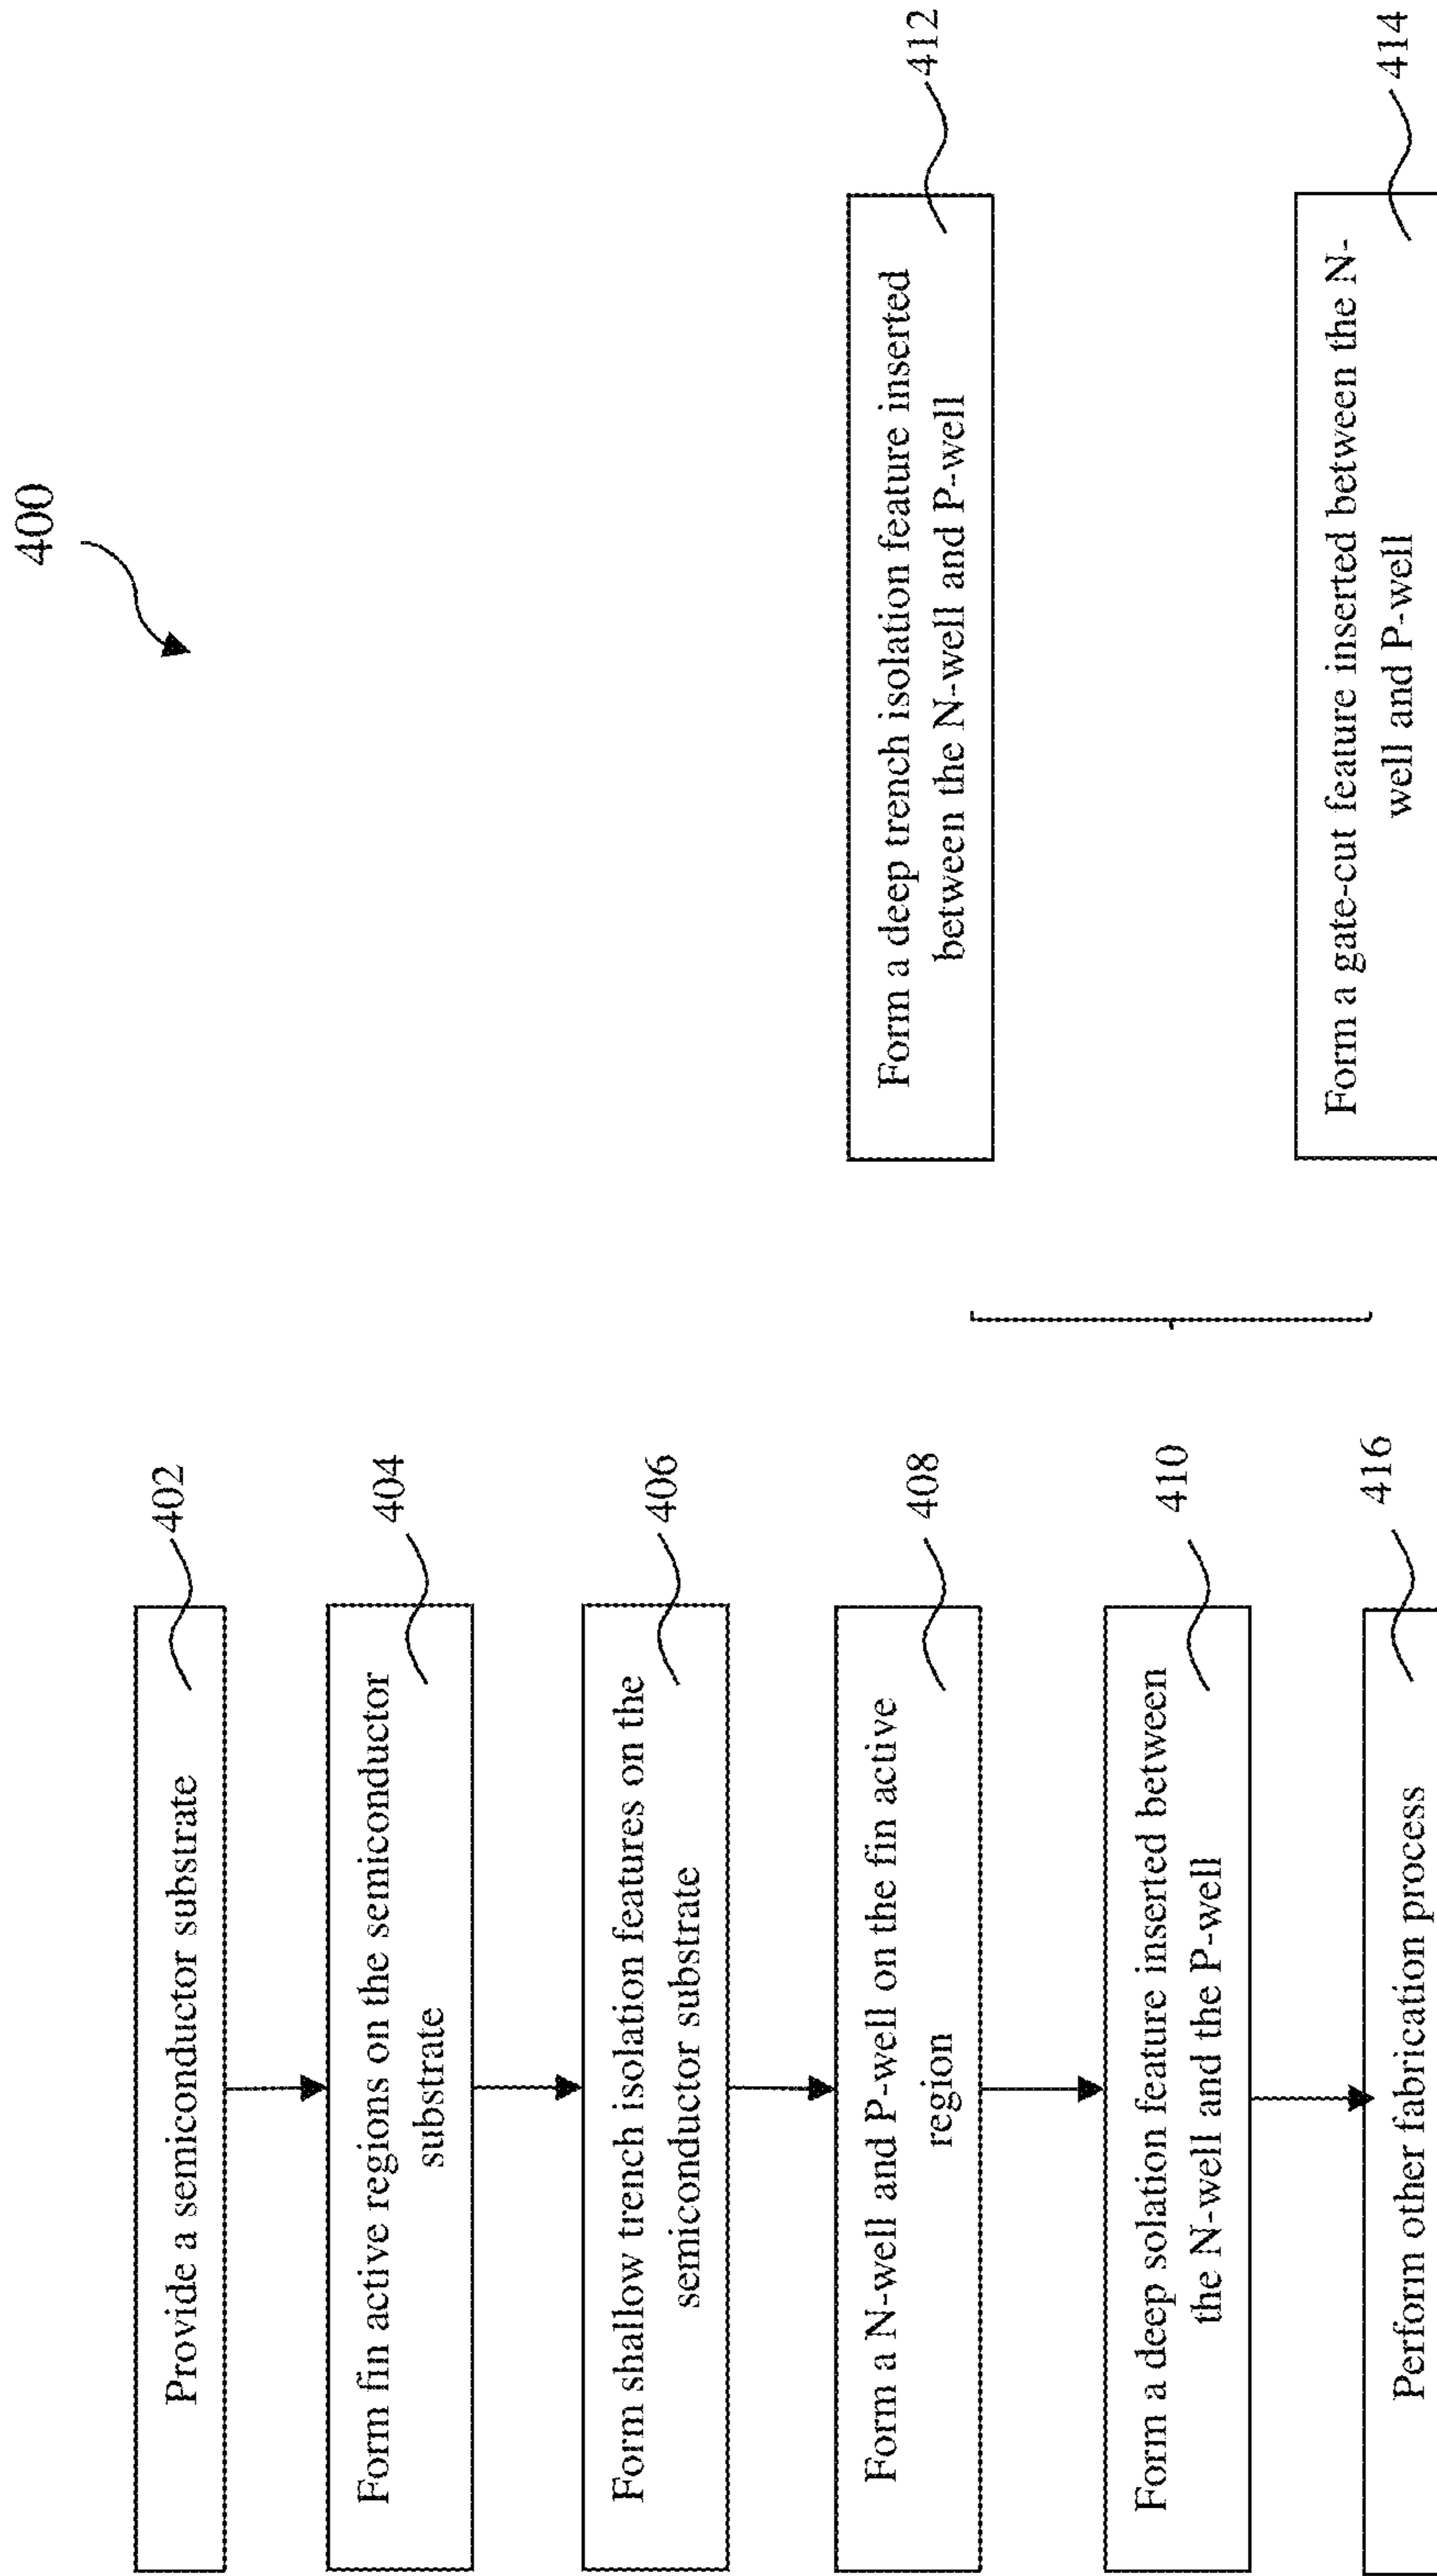 400
Provide a semiconductor substrate
402
Form fin active regions on the semiconductor
substrate
404
Form shallow trench isolation features on the
semiconductor substrate
406
Form a N-well and P-well on the fin active
region
408
Form a deep solation feature inserted between
the N-well and the P-well
410
Perform other fabrication process
416
Form a deep trench isolation feature inserted
between the N-well and P-well
412
Form a gate-cut feature inserted between the N-
well and P-well
414